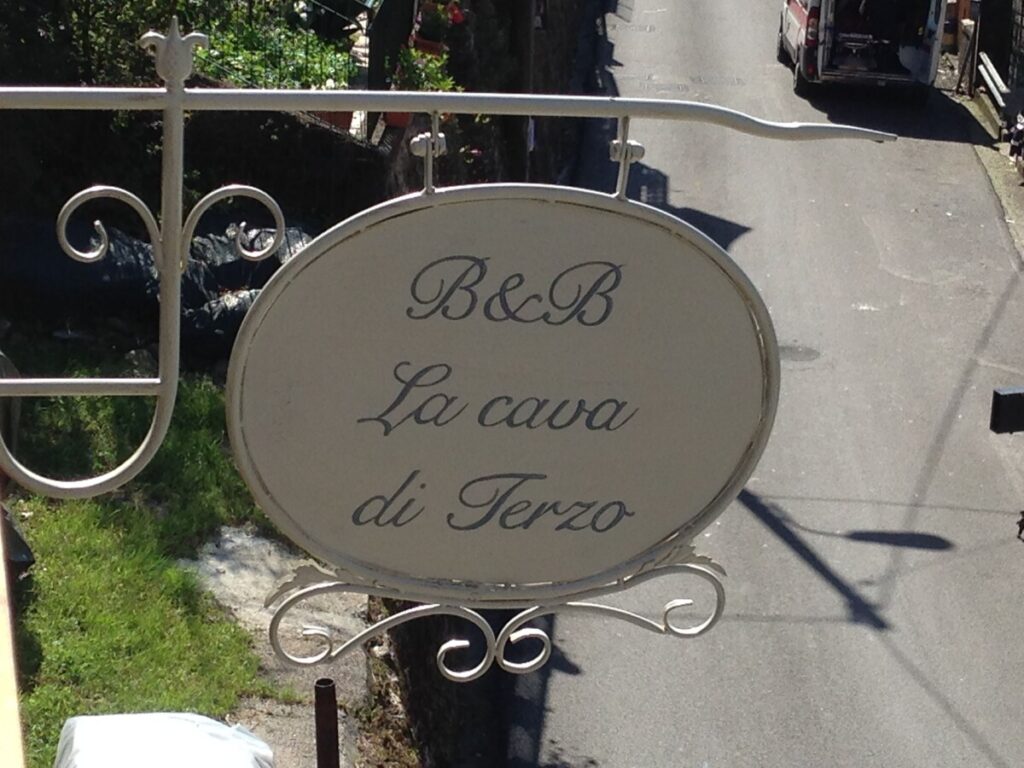 B&B
La cava
di Terzo